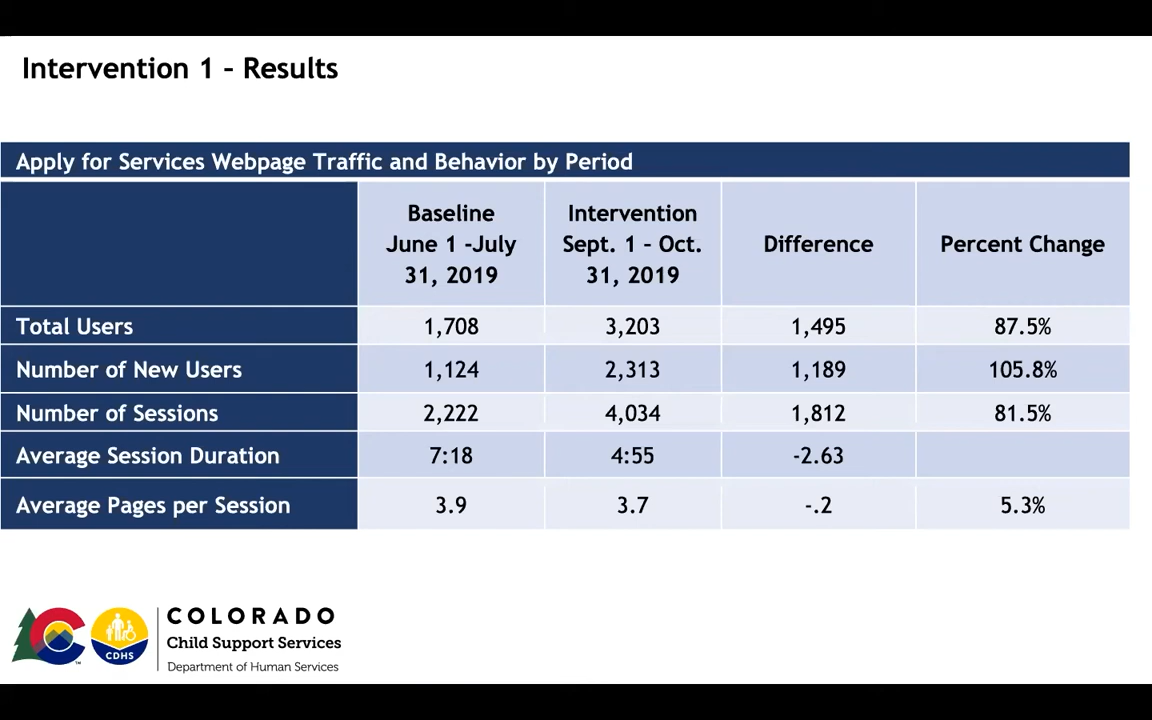 Intervention 1 – Results
Apply for Services Webpage Traffic and Behavior by Period
Baseline June 1 -July 31, 2019 Intervention Sept. 1 – Oct. 31, 2019 Difference Percent Change
Total Users 1,708 3,203 1,495 87.5%
Number of New Users 1,124 2,313 1,189 105.8%
Number of Sessions 2,222 4,034 1,812 81.5%
Average Session Duration 7:18 4:55 -2.63
Average Pages per Session 3.9 3.7 -.2 5.3%
COLORADO
Child Support Services
Department of Human Services
CDHS
TM